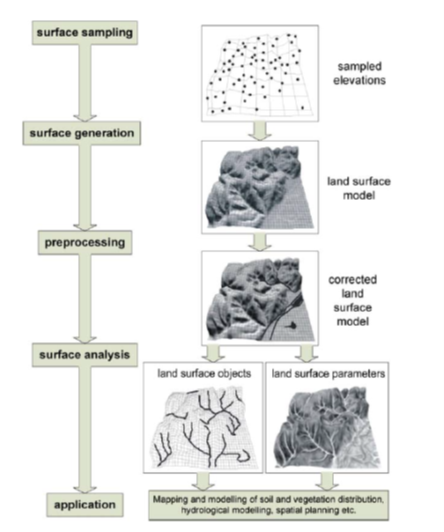 surface sampling
sampled
elevations
surface generation
land surface
model
preprocessing
corrected
land
surface
model
surface analysis
land surface objects
land surface parameters
application
Mapping and modelling of soil and vegetation distribution,
hydrological modelling, spatial planning etc.